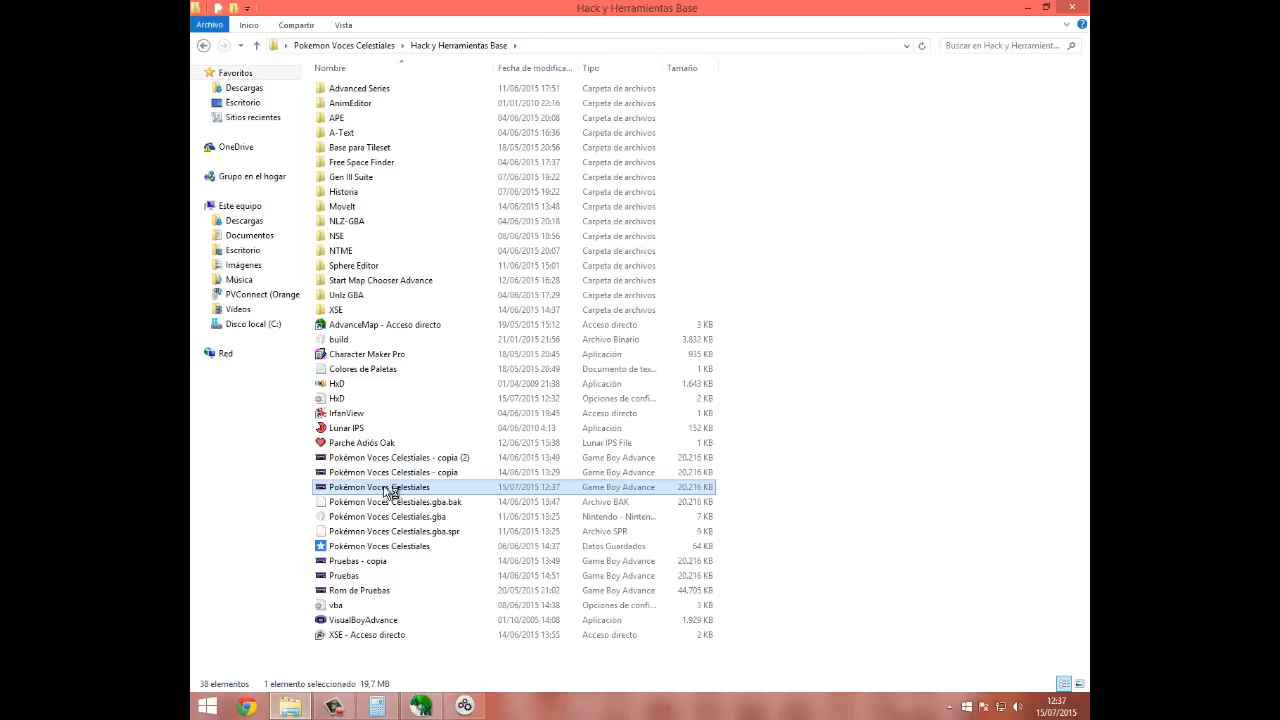 Hack y Herramientas Base
Archivo Inicio Compartir Vista
Pokemon Voces Celestiales Hack y Herramientas Base
Buscar en Hack y Herramient...
Nombre Fecha de modifica... Tipo Tamaño
Favoritos
Descargas
Escritorio
Sitios recientes
OneDrive
Grupo en el hogar
Este equipo
Descargas
Documentos
Escritorio
Imágenes
Música
PVConnect (Orange
Vídeos
Disco local (C:)
Red
Advanced Series 11/06/2015 17:51 Carpeta de archivos
AnimEditor 01/01/2010 22:16 Carpeta de archivos
APE 04/06/2015 20:08 Carpeta de archivos
A-Text 04/06/2015 16:36 Carpeta de archivos
Base para Tileset 18/05/2015 20:56 Carpeta de archivos
Free Space Finder 04/06/2015 17:37 Carpeta de archivos
Gen III Suite 07/06/2015 19:22 Carpeta de archivos
Historia 07/06/2015 19:22 Carpeta de archivos
MoveIt 14/06/2015 13:48 Carpeta de archivos
NLZ-GBA 04/06/2015 20:18 Carpeta de archivos
NSE 08/06/2015 18:56 Carpeta de archivos
NTME 04/06/2015 20:07 Carpeta de archivos
Sphere Editor 11/06/2015 15:01 Carpeta de archivos
Start Map Chooser Advance 12/06/2015 16:28 Carpeta de archivos
Unlz GBA 04/06/2015 17:29 Carpeta de archivos
XSE 14/06/2015 14:37 Carpeta de archivos
AdvanceMap - Acceso directo 19/05/2015 15:12 Acceso directo 3 KB
build 21/01/2015 21:56 Archivo Binario 3.832 KB
Character Maker Pro 18/05/2015 20:45 Aplicación 935 KB
Colores de Paletas 18/05/2015 20:49 Documento de tex... 1 KB
HxD 01/04/2009 21:38 Aplicación 1.643 KB
HxD 15/07/2015 12:32 Opciones de confi... 2 KB
IrfanView 04/06/2015 19:45 Acceso directo 1 KB
Lunar IPS 04/06/2010 4:13 Aplicación 152 KB
Parche Adiós Oak 12/06/2015 15:38 Lunar IPS File 1 KB
Pokémon Voces Celestiales - copia (2) 14/06/2015 13:49 Game Boy Advance 20.216 KB
Pokémon Voces Celestiales - copia 14/06/2015 13:29 Game Boy Advance 20.216 KB
Pokémon Voces Celestiales 15/07/2015 12:37 Game Boy Advance 20.216 KB
Pokémon Voces Celestiales.gba.bak 14/06/2015 13:47 Archivo BAK 20.216 KB
Pokémon Voces Celestiales.gba 11/06/2015 13:25 Nintendo - Ninten... 7 KB
Pokémon Voces Celestiales.gba.spr 11/06/2015 13:25 Archivo SPR 9 KB
Pokémon Voces Celestiales 06/06/2015 14:37 Datos Guardados 64 KB
Pruebas - copia 14/06/2015 13:49 Game Boy Advance 20.216 KB
Pruebas 14/06/2015 14:51 Game Boy Advance 20.216 KB
Rom de Pruebas 20/05/2015 21:02 Game Boy Advance 44.705 KB
vba 08/06/2015 14:38 Opciones de confi... 3 KB
VisualBoyAdvance 01/10/2005 14:08 Aplicación 1.929 KB
XSE - Acceso directo 14/06/2015 13:55 Acceso directo 2 KB
38 elementos 1 elemento seleccionado 19,7 MB
12:37
15/07/2015